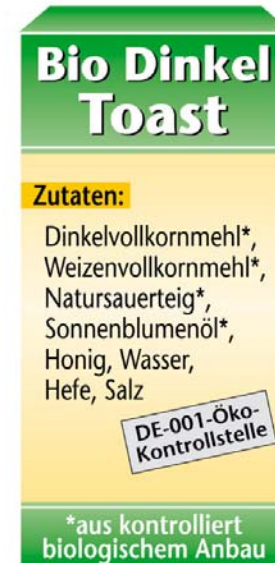 Bio Dinkel
Toast
Zutaten:
Dinkelvollkornmehl*,
Weizenvollkornmehl*,
Natursauerteig*,
Sonnenblumenöl*,
Honig, Wasser,
Hefe, Salz
DE-001-Öko-
Kontrollstelle
*aus kontrolliert
biologischem Anbau